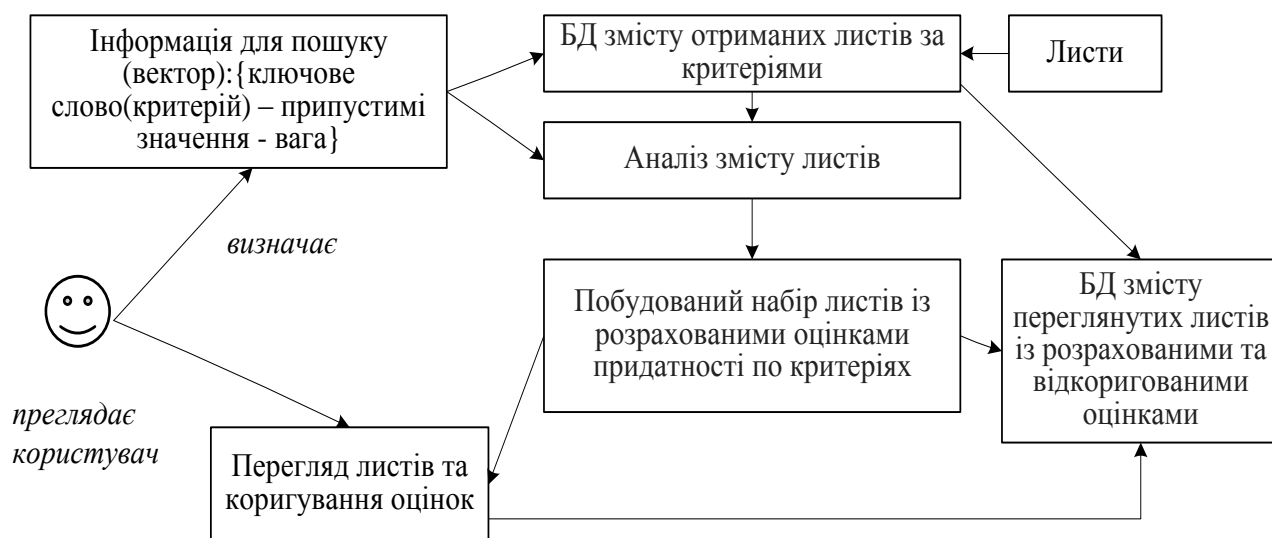 Інформація для пошуку
(вектор):{ключове
слово(критерій) – припустимі
значення - вага}
БД змісту отриманих листів за
критеріями
Листи
Аналіз змісту листів
визначає
Побудований набір листів із
розрахованими оцінками
придатності по критеріях
БД змісту
переглянутих листів
із розрахованими та
відкоригованими
оцінками
преглядає
користувач
Перегляд листів та
коригування оцінок